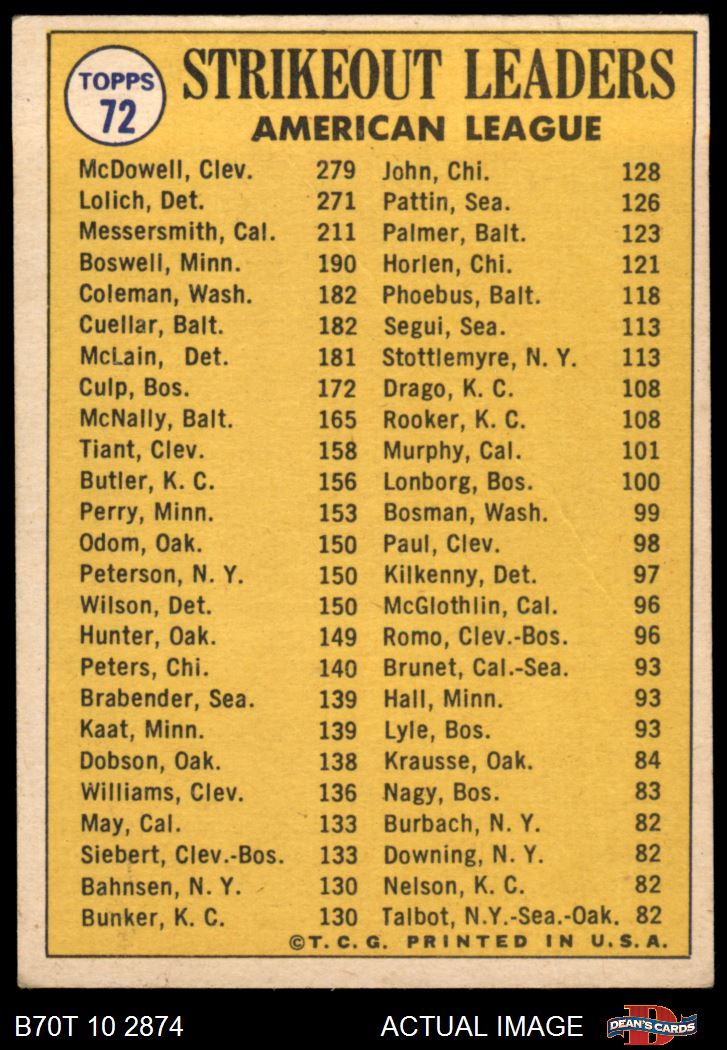 TOPPS
72
STRIKEOUT LEADERS
AMERICAN LEAGUE
McDowell, Clev. 279
Lolich, Det. 271
Messersmith, Cal. 211
Boswell, Minn. 190
Coleman, Wash. 182
Cuellar, Balt. 182
McLain, Det. 181
Culp, Bos. 172
McNally, Balt. 165
Tiant, Clev. 158
Butler, K. C. 156
Perry, Minn. 153
Odom, Oak. 150
Peterson, N. Y. 150
Wilson, Det. 150
Hunter, Oak. 149
Peters, Chi. 140
Brabender, Sea. 139
Kaat, Minn. 139
Dobson, Oak. 138
Williams, Clev. 136
May, Cal. 133
Siebert, Clev.-Bos. 133
Bahnsen, N. Y. 130
Bunker, K. C. 130
John, Chi. 128
Pattin, Sea. 126
Palmer, Balt. 123
Horlen, Chi. 121
Phoebus, Balt. 118
Segui, Sea. 113
Stottlemyre, N. Y. 113
Drago, K. C. 108
Rooker, K. C. 108
Murphy, Cal. 101
Lonborg, Bos. 100
Bosman, Wash. 99
Paul, Clev. 98
Kilkenny, Det. 97
McGlothlin, Cal. 96
Romo, Clev.-Bos. 96
Brunet, Cal.-Sea. 93
Hall, Minn. 93
Lyle, Bos. 93
Krausse, Oak. 84
Nagy, Bos. 83
Burbach, N. Y. 82
Downing, N. Y. 82
Nelson, K. C. 82
Talbot, N.Y.-Sea.-Oak. 82
©T. C. G. PRINTED IN U. S. A.
B70T 10 2874
ACTUAL IMAGE
D
DEAN'S CARDS